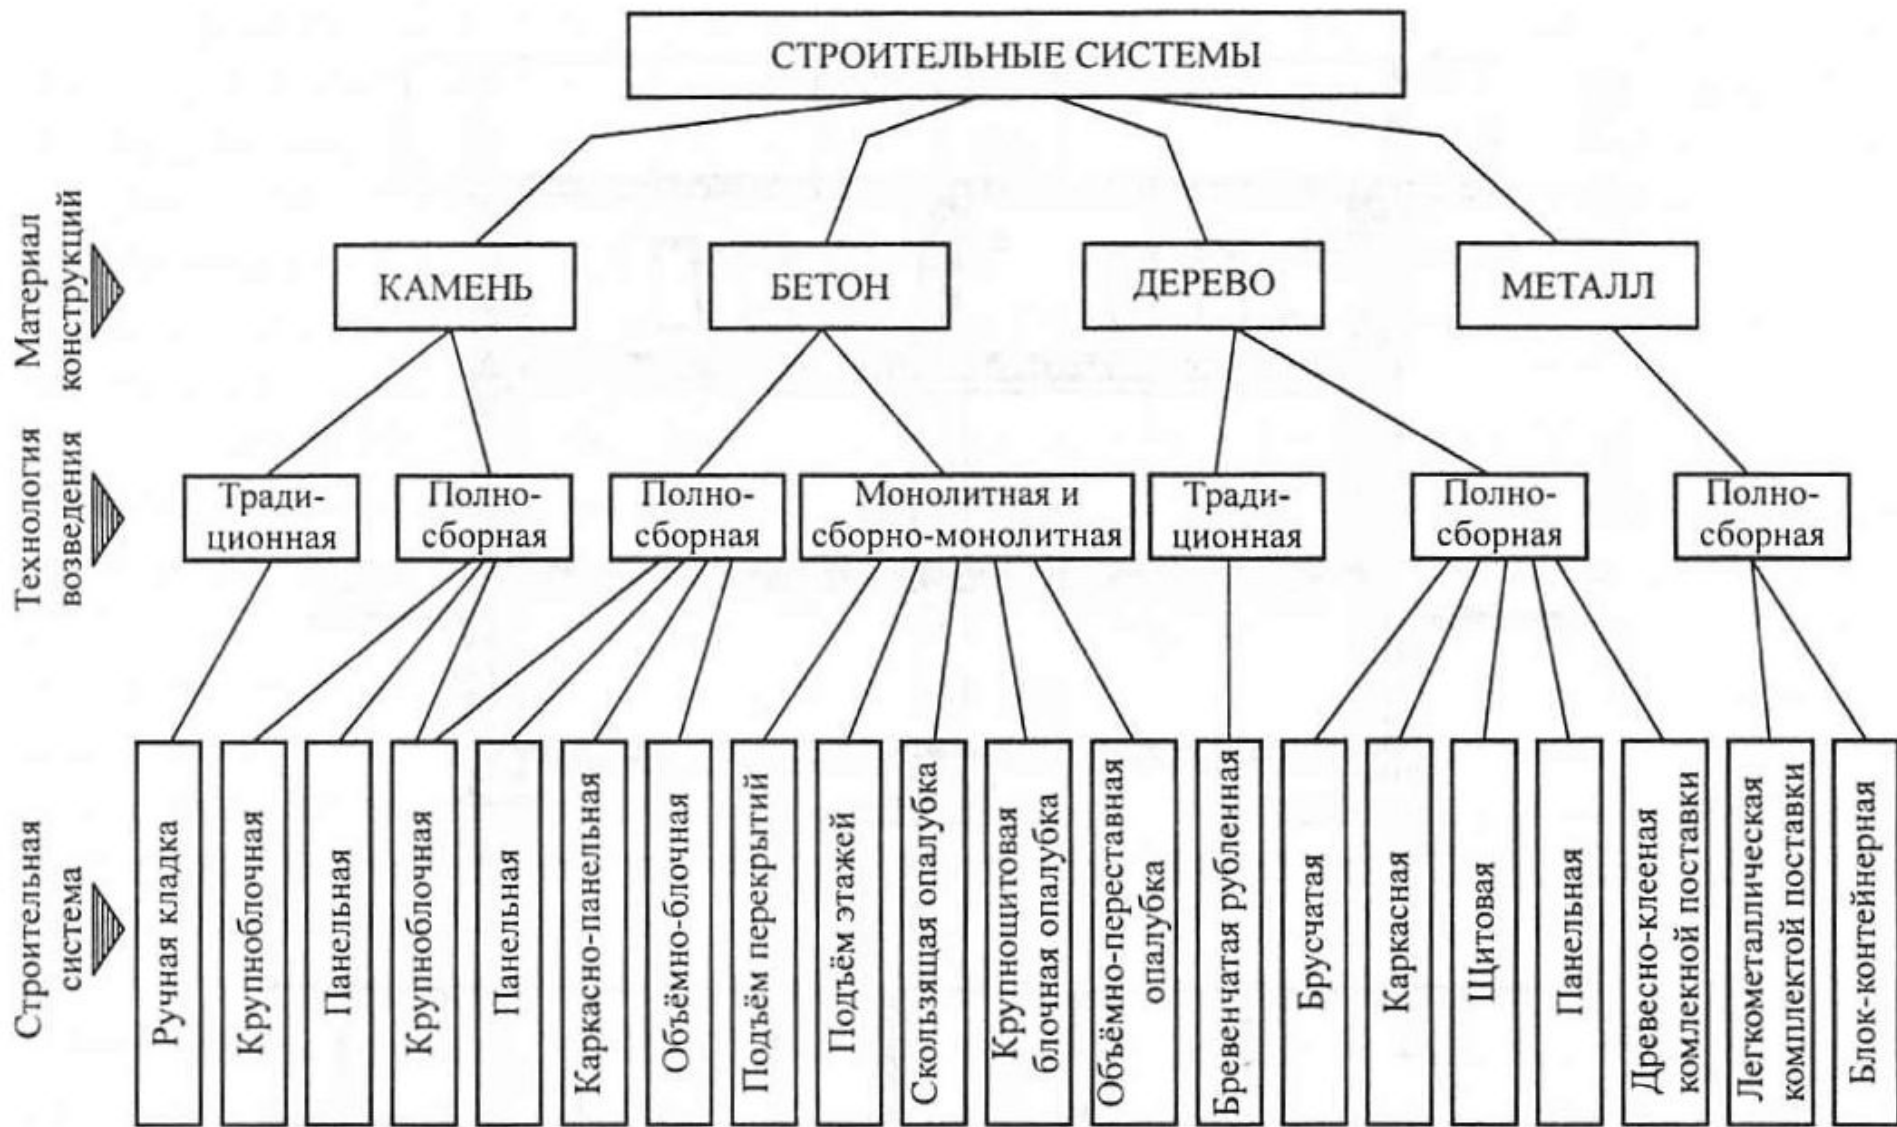 СТРОИТЕЛЬНЫЕ СИСТЕМЫ
Материал
конструкций
КАМЕНЬ
БЕТОН
ДЕРЕВО
МЕТАЛЛ
Технология
возведения
Тради-
ционная
Полно-
сборная
Полно-
сборная
Монолитная и
сборно-монолитная
Тради-
ционная
Полно-
сборная
Полно-
сборная
Строительная
система
Ручная кладка
Крупноблочная
Панельная
Крупноблочная
Панельная
Каркасно-панельная
Объёмно-блочная
Подъём перекрытий
Подъём этажей
Скользящая опалубка
Крупнощитовая
блочная опалубка
Объёмно-переставная
опалубка
Бревенчатая рубленная
Брусчатая
Каркасная
Щитовая
Панельная
Древесно-клееная
комлекной поставки
Легкометаллическая
комплектой поставки
Блок-контейнерная